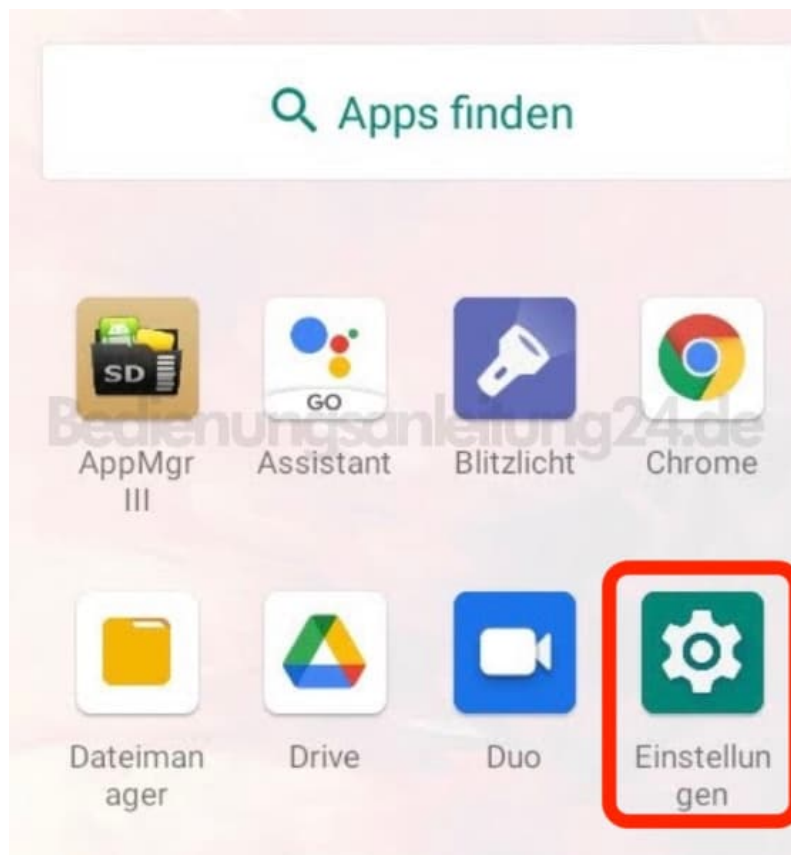 Apps finden
SD
GO
Bedienungsanleitung24.de
AppMgr
III
Assistant
Blitzlicht
Chrome
Dateiman
ager
Drive
Duo
Einstellun
gen